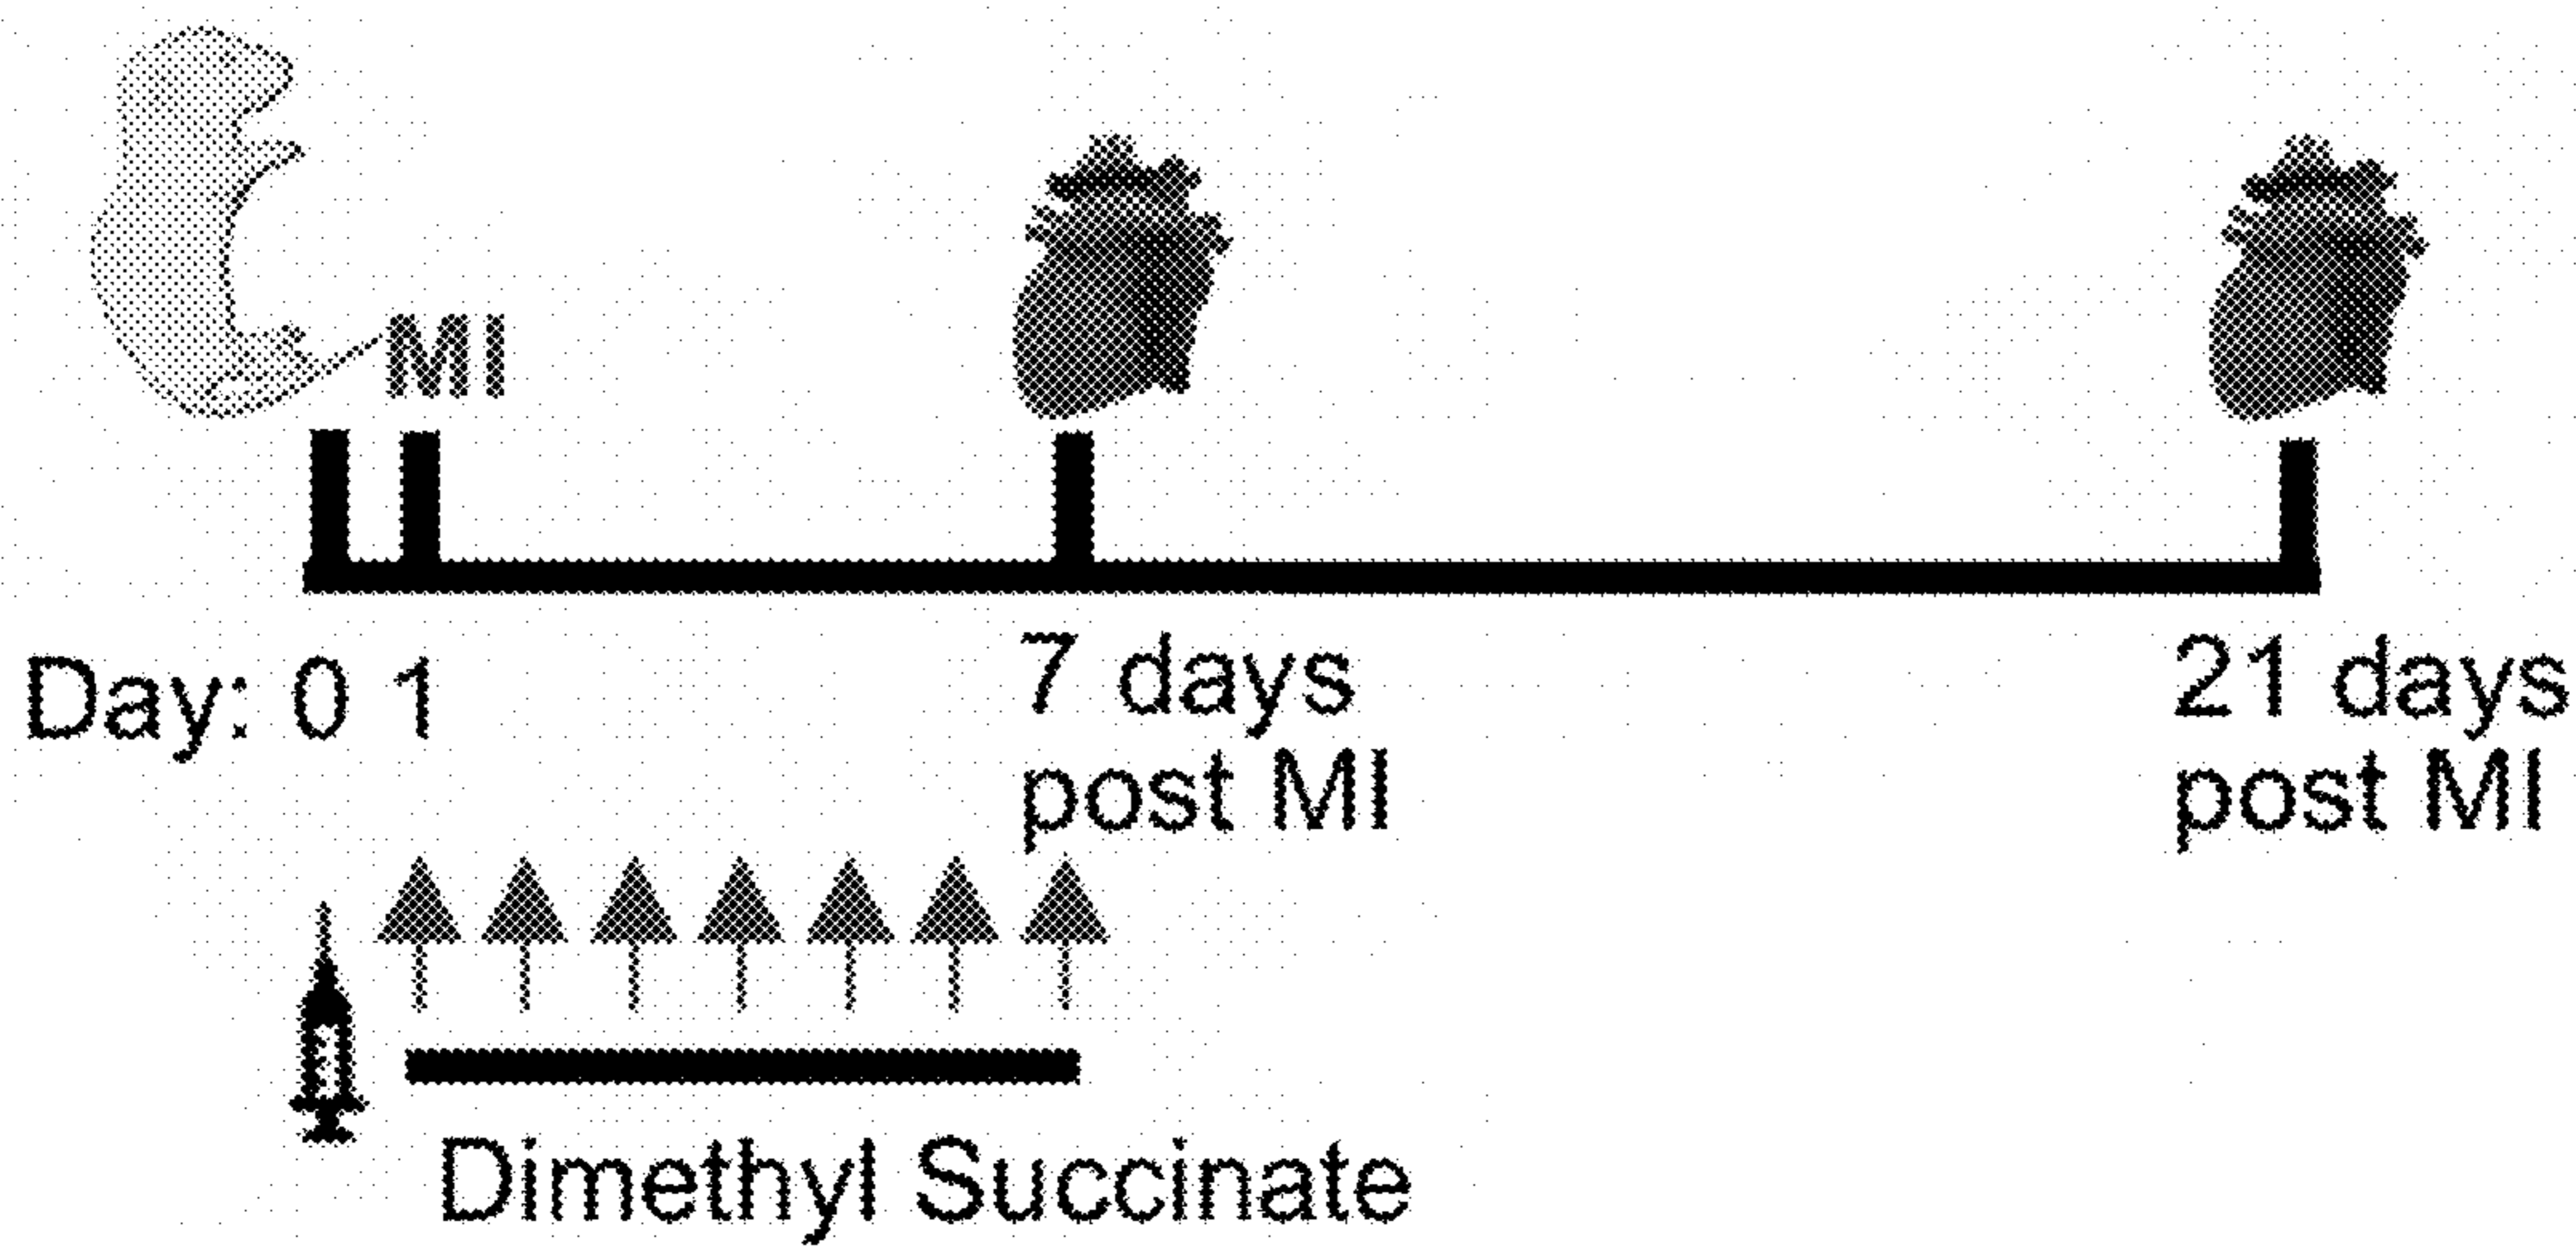 MI
Day: 0 1
7 days
post MI
21 days
post MI
Dimethyl Succinate